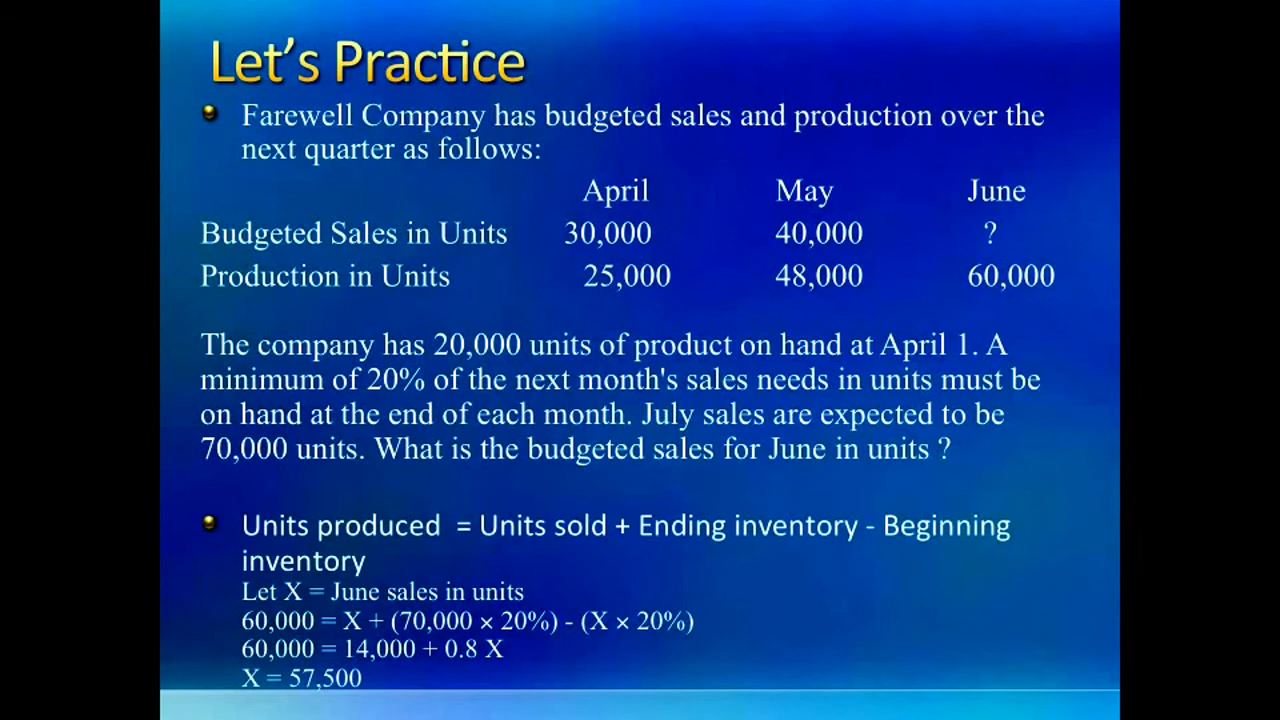 Let's Practice
Farewell Company has budgeted sales and production over the
next quarter as follows:
April May June
Budgeted Sales in Units 30,000 40,000 ?
Production in Units 25,000 48,000 60,000
The company has 20,000 units of product on hand at April 1. A
minimum of 20% of the next month's sales needs in units must be
on hand at the end of each month. July sales are expected to be
70,000 units. What is the budgeted sales for June in units ?
Units produced = Units sold + Ending inventory - Beginning
inventory
Let X = June sales in units
60,000 = X + (70,000 × 20%) - (X × 20%)
60,000 = 14,000 + 0.8 X
X = 57,500